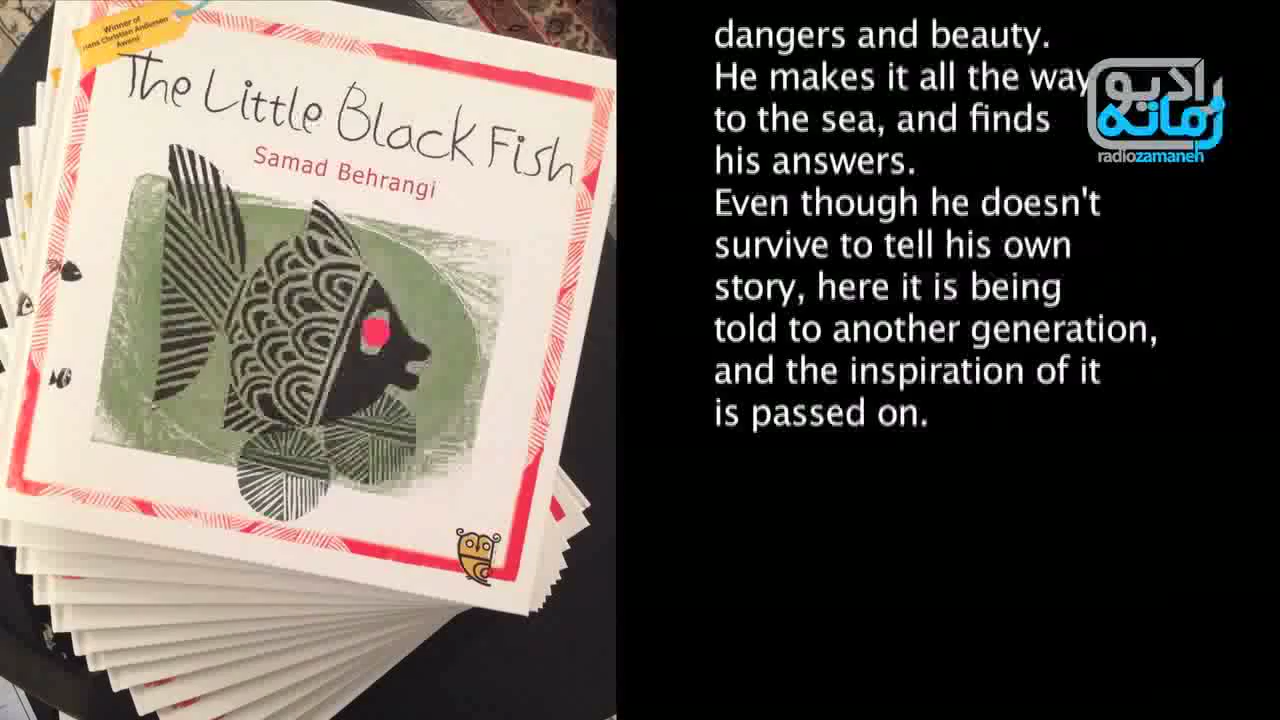 Winner of
Hans Christian Andersen
Award
The Little Black Fish
Samad Behrangi
dangers and beauty.
He makes it all the way
to the sea, and finds
his answers.
Even though he doesn't
survive to tell his own
story, here it is being
told to another generation,
and the inspiration of it
is passed on.
رادیو
زمانه
radiozamaneh